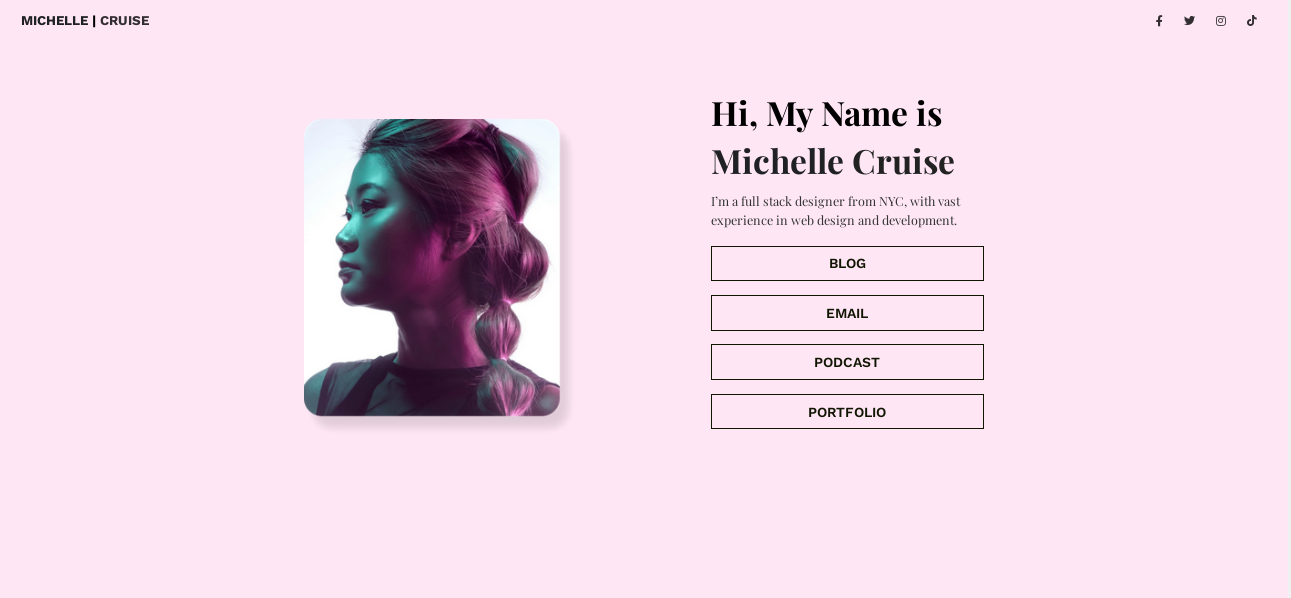 MICHELLE | CRUISE
Hi, My Name is
Michelle Cruise
I'm a full stack designer from NYC, with vast
experience in web design and development.
BLOG
EMAIL
PODCAST
PORTFOLIO